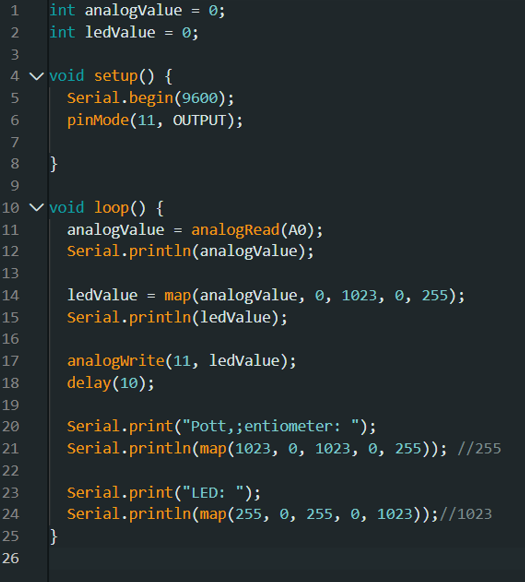 1 int analogValue = 0;
2 int ledValue = 0;
3
4 void setup() {
5   Serial.begin(9600);
6   pinMode(11, OUTPUT);
7
8 }
9
10 void loop() {
11   analogValue = analogRead(A0);
12   Serial.println(analogValue);
13
14   ledValue = map(analogValue, 0, 1023, 0, 255);
15   Serial.println(ledValue);
16
17   analogWrite(11, ledValue);
18   delay(10);
19
20   Serial.print("Pott,;entiometer: ");
21   Serial.println(map(1023, 0, 1023, 0, 255)); //255
22
23   Serial.print("LED: ");
24   Serial.println(map(255, 0, 255, 0, 1023));//1023
25 }
26